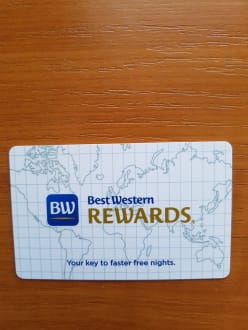 BW
Best Western
REWARDS®
Your key to faster free nights.